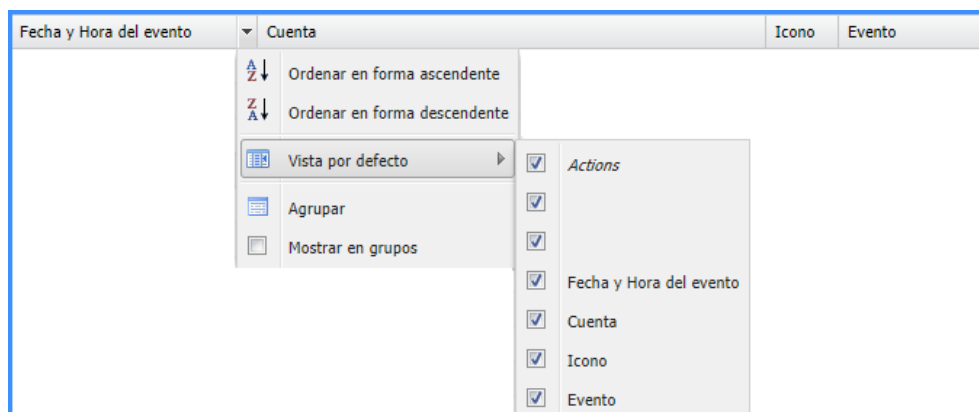 Fecha y Hora del evento Cuenta Icono Evento
Ordenar en forma ascendente
Ordenar en forma descendente
Vista por defecto
Actions
Agrupar
Mostrar en grupos
Fecha y Hora del evento
Cuenta
Icono
Evento